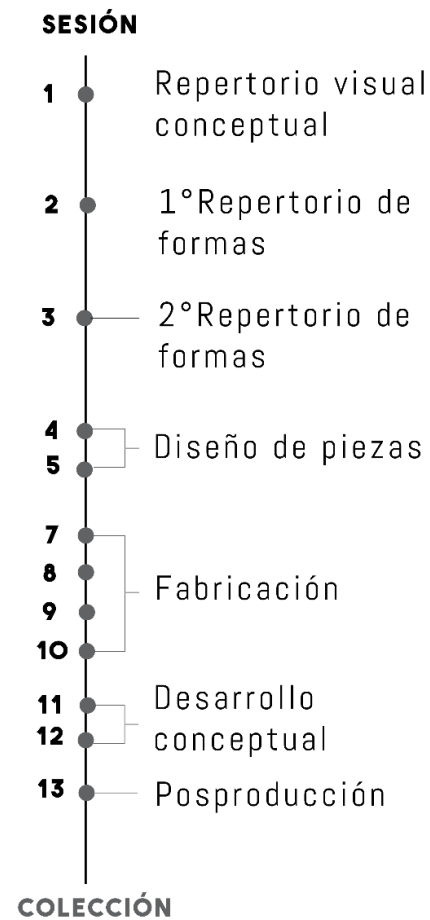 SESIÓN
1 Repertorio visual
conceptual
2 1°Repertorio de
formas
3 2°Repertorio de
formas
4
5
Diseño de piezas
7
8
9
10
Fabricación
11
12
Desarrollo
conceptual
13 Posproducción
COLECCIÓN